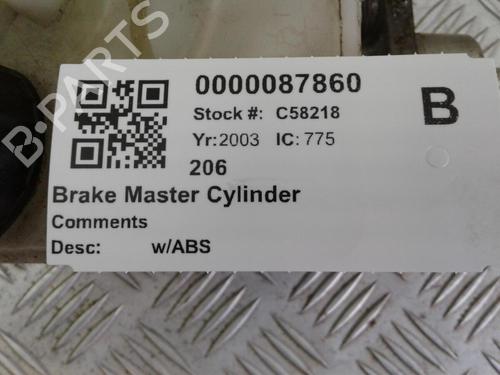 B-PARTS
0000087860
B
Stock #: C58218
Yr:2003 IC: 775
206
Brake Master Cylinder
Comments
Desc: w/ABS